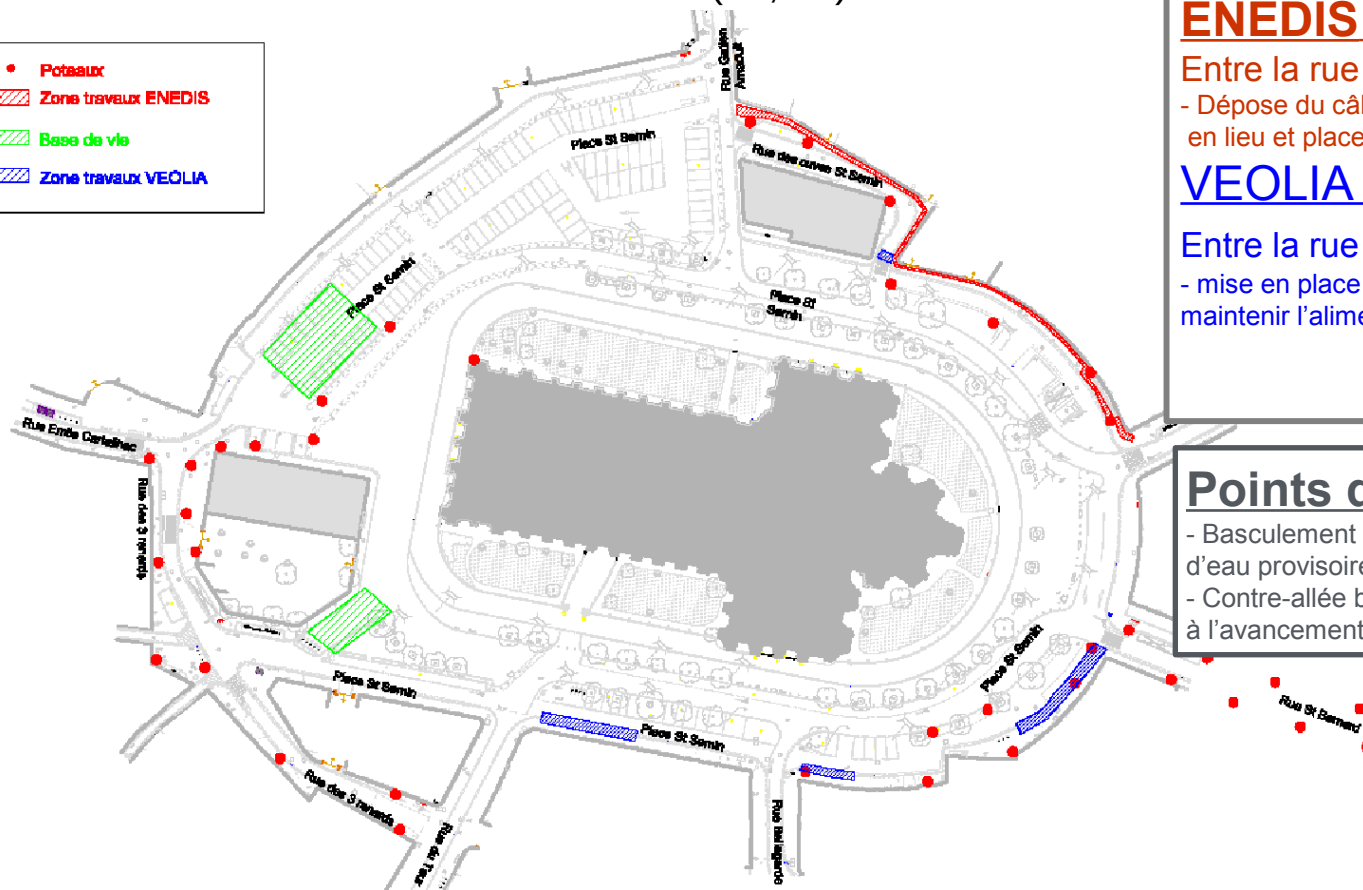 Poteaux
Zone travaux ENEDIS
Base de vie
Zone travaux VEOLIA
ENEDIS
Entre la rue
- Dépose du câ
en lieu et place
VEOLIA
Entre la rue
- mise en place
maintenir l'alime
Points d
- Basculement
d'eau provisoire
- Contre-allée b
à l'avancement
Rue Gatien
Arnoult
Place St Sernin
Rue des cuves St Sernin
Place St Sernin
Place St
Sernin
Rue Emile Cartailhac
Rue des 3 renards
Place St Sernin
Place St Sernin
Place St Sernin
Rue St Bernard
Rue des 3 renards
Rue du Taur
Rue Bellegarde